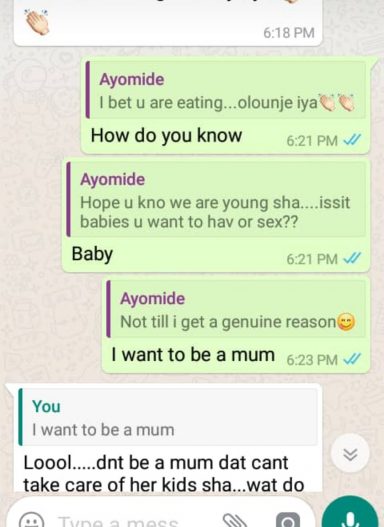 6:18 PM
Ayomide
I bet u are eating...olounje iya👏🏻👏🏻
How do you know
6:21 PM
Ayomide
Hope u kno we are young sha....issit
babies u want to hav or sex??
Baby
6:21 PM
Ayomide
Not till i get a genuine reason😋
I want to be a mum
6:23 PM
You
I want to be a mum
Loool.....dnt be a mum dat cant
take care of her kids sha...wat do
Type a mess